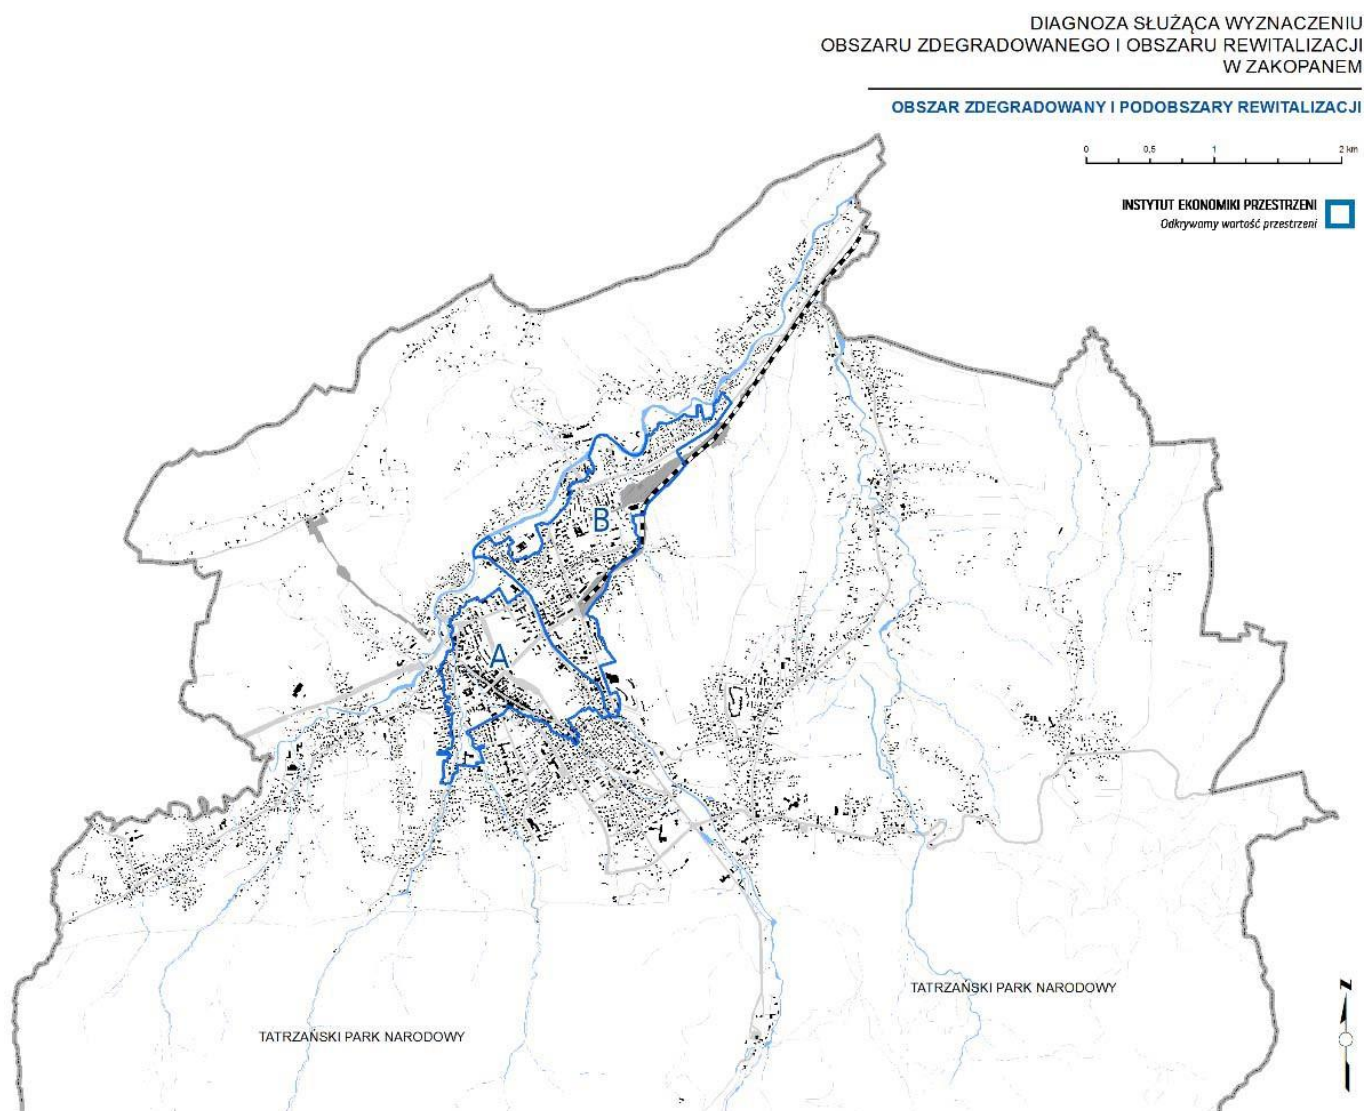 DIAGNOZA SŁUŻĄCA WYZNACZENIU
OBSZARU ZDEGRADOWANEGO I OBSZARU REWITALIZACJI
W ZAKOPANEM
OBSZAR ZDEGRADOWANY I PODOBSZARY REWITALIZACJI
0 0,5 1 2 km
INSTYTUT EKONOMIKI PRZESTRZENI
Odkrywamy wartość przestrzeni
B
A
TATRZAŃSKI PARK NARODOWY
TATRZAŃSKI PARK NARODOWY
Z